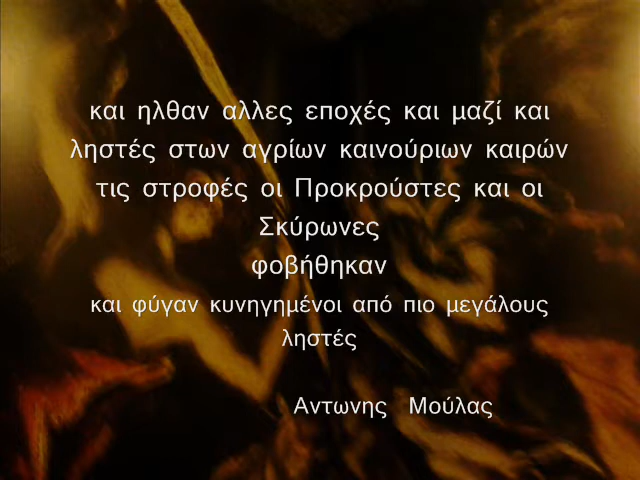 και ηλθαν αλλες εποχές και μαζί και
ληστές στων αγρίων καινούριων καιρών
τις στροφές οι Προκρούστες και οι
Σκύρωνες
φοβήθηκαν
και φύγαν κυνηγημένοι από πιο μεγάλους
ληστές
Αντωνης Μούλας